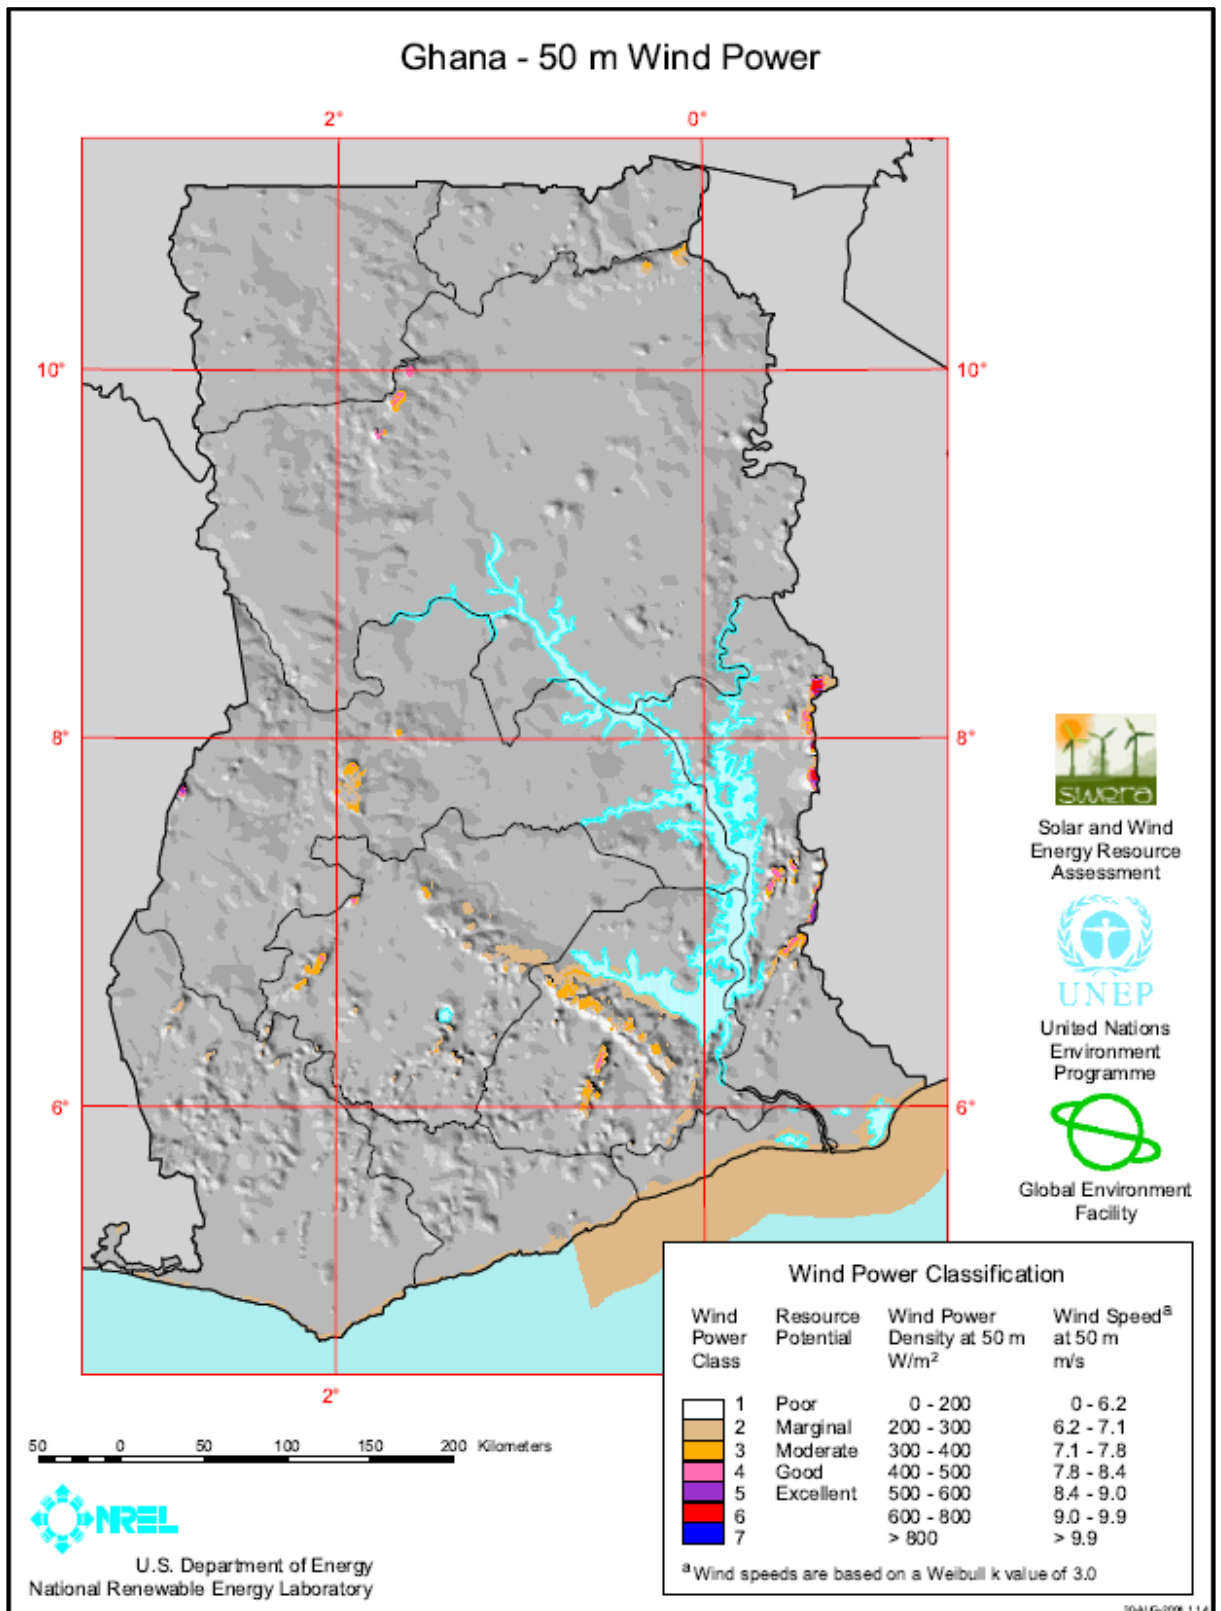 Ghana - 50 m Wind Power
2° 0°
10° 10°
8° 8°
6° 6°
2°
swera
Solar and Wind
Energy Resource
Assessment
UNEP
United Nations
Environment
Programme
Global Environment
Facility
Wind Power Classification
Wind Resource Wind Power Wind Speedᵃ
Power Potential Density at 50 m at 50 m
Class W/m² m/s
1 Poor 0 - 200 0 - 6.2
2 Marginal 200 - 300 6.2 - 7.1
3 Moderate 300 - 400 7.1 - 7.8
4 Good 400 - 500 7.8 - 8.4
5 Excellent 500 - 600 8.4 - 9.0
6 600 - 800 9.0 - 9.9
7 > 800 > 9.9
ᵃ Wind speeds are based on a Weibull k value of 3.0
50 0 50 100 150 200 Kilometers
NREL
U.S. Department of Energy
National Renewable Energy Laboratory